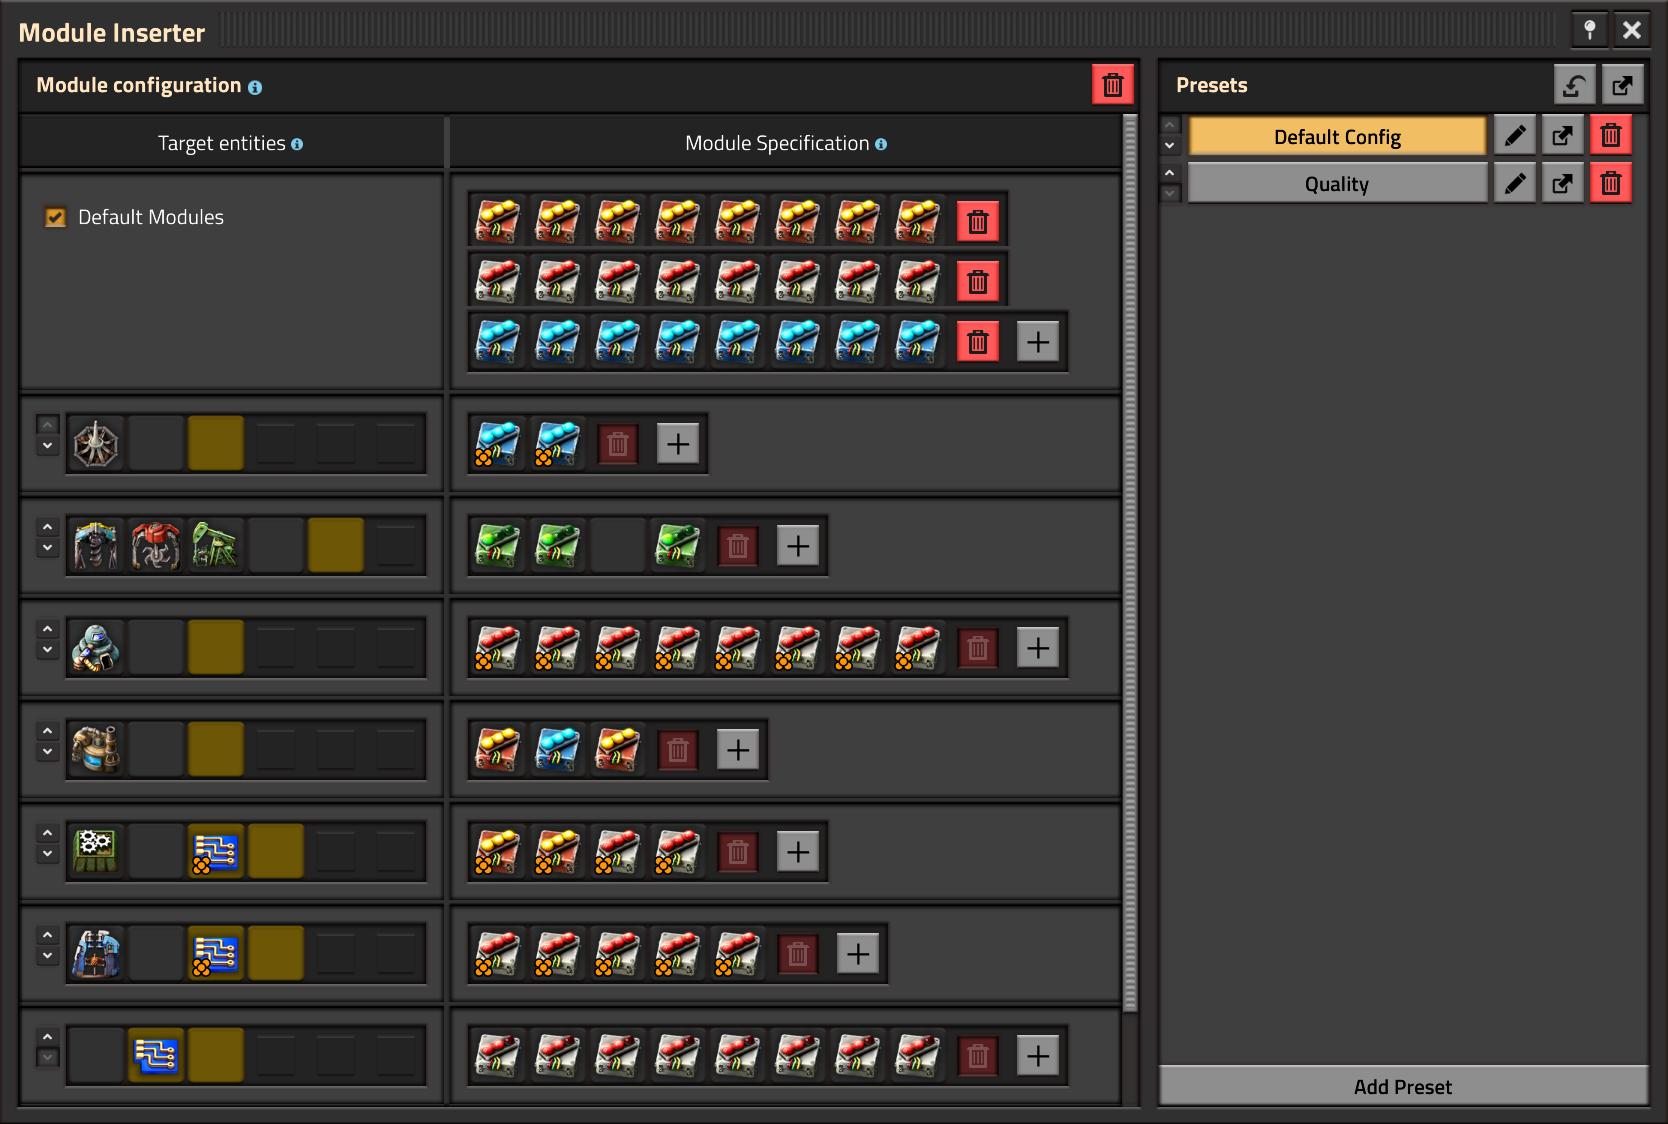 Module Inserter
Module configuration
Presets
Target entities
Module Specification
Default Config
Quality
Default Modules
Add Preset